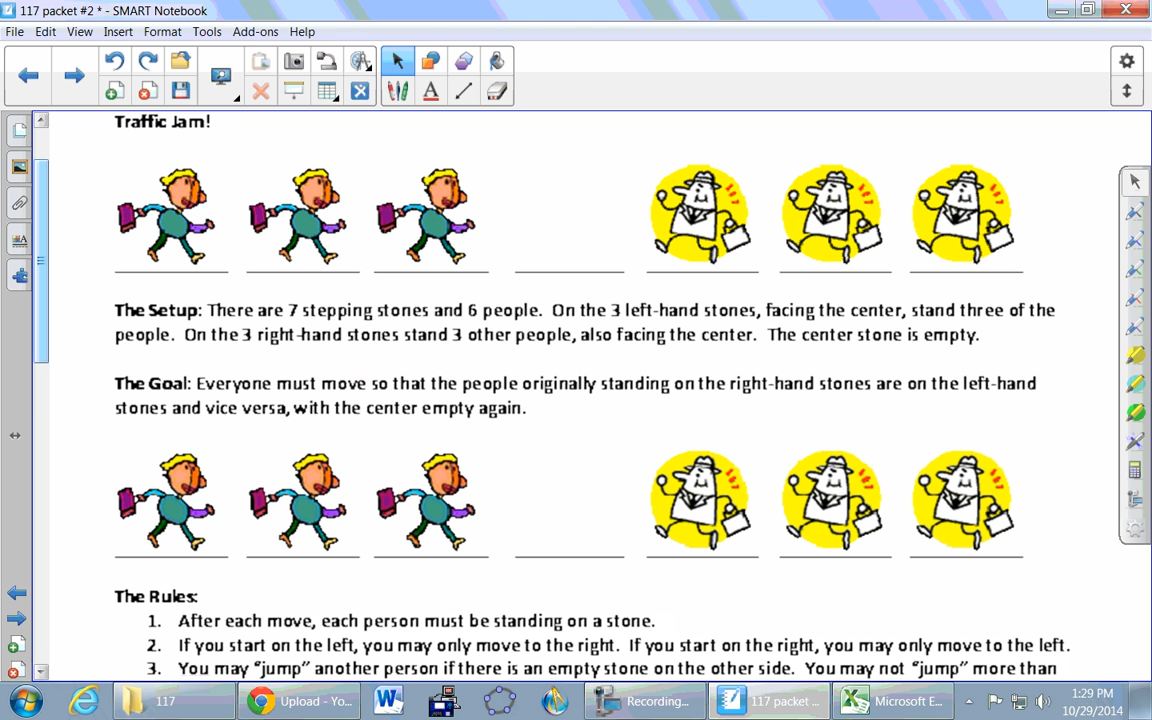 117 packet #2 * - SMART Notebook
File Edit View Insert Format Tools Add-ons Help
Traffic Jam!
The Setup: There are 7 stepping stones and 6 people. On the 3 left-hand stones, facing the center, stand three of the
people. On the 3 right-hand stones stand 3 other people, also facing the center. The center stone is empty.
The Goal: Everyone must move so that the people originally standing on the right-hand stones are on the left-hand
stones and vice versa, with the center empty again.
The Rules:
1. After each move, each person must be standing on a stone.
2. If you start on the left, you may only move to the right. If you start on the right, you may only move to the left.
3. You may “jump” another person if there is an empty stone on the other side. You may not “jump” more than
117 Upload - Yo... Recording... 117 packet ... Microsoft E... 1:29 PM
10/29/2014